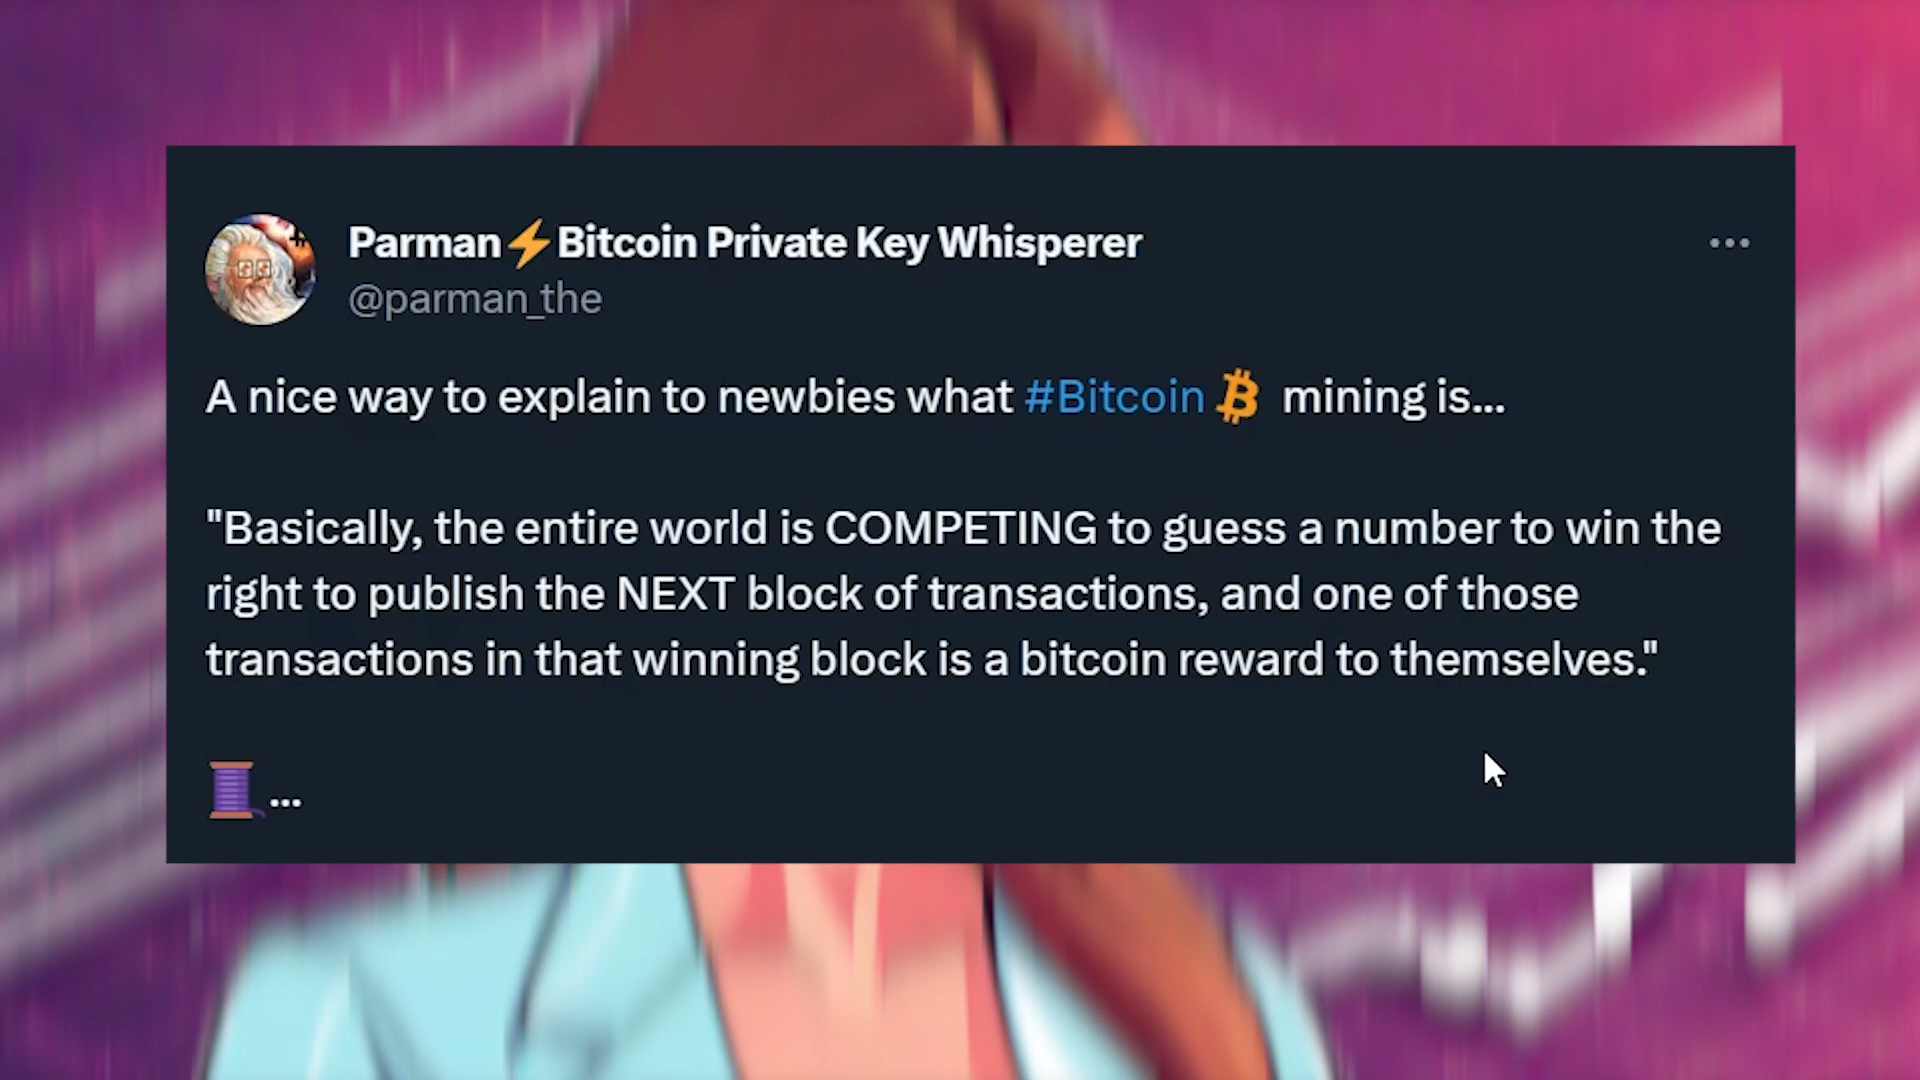 Parman⚡Bitcoin Private Key Whisperer
@parman_the
A nice way to explain to newbies what #Bitcoin mining is...
"Basically, the entire world is COMPETING to guess a number to win the
right to publish the NEXT block of transactions, and one of those
transactions in that winning block is a bitcoin reward to themselves."
🧵...